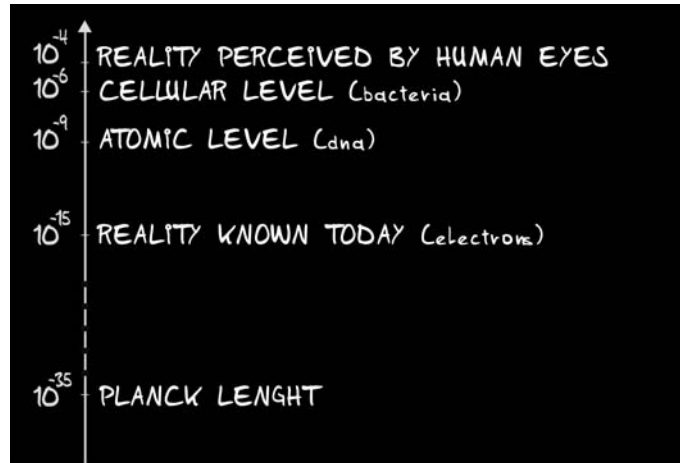 10⁻⁴ REALITY PERCEIVED BY HUMAN EYES
10⁻⁶ CELLULAR LEVEL (bacteria)
10⁻⁹ ATOMIC LEVEL (dna)
10⁻¹⁵ REALITY KNOWN TODAY (electrons)
10⁻³⁵ PLANCK LENGHT